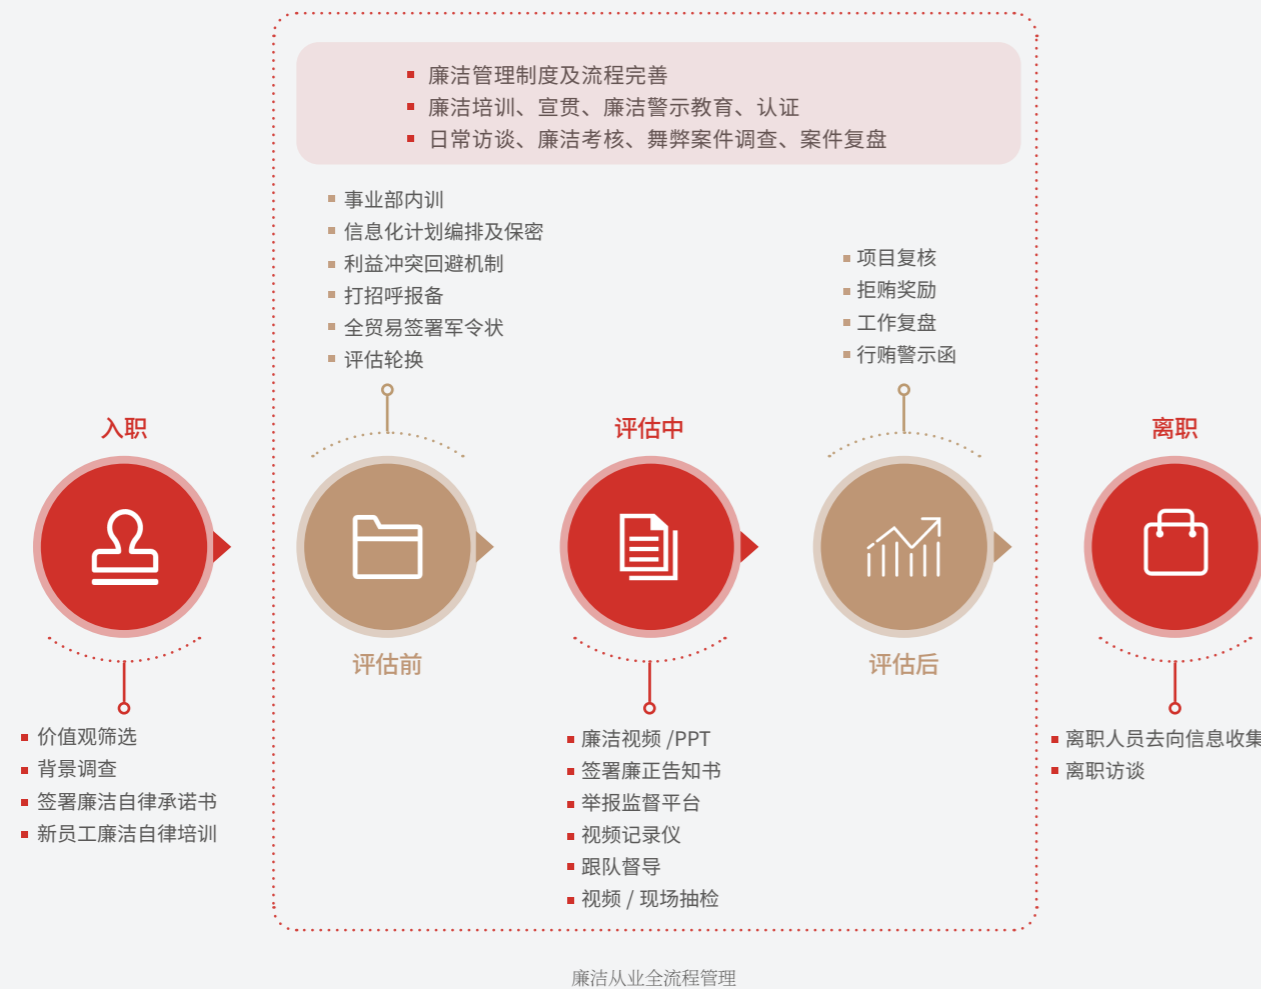 廉洁管理制度及流程完善
廉洁培训、宣贯、廉洁警示教育、认证
日常访谈、廉洁考核、舞弊案件调查、案件复盘
事业部内训
信息化计划编排及保密
利益冲突回避机制
打招呼报备
全贸易签署军令状
评估轮换
项目复核
拒贿奖励
工作复盘
行贿警示函
入职
评估中
离职
评估前
评估后
价值观筛选
背景调查
签署廉洁自律承诺书
新员工廉洁自律培训
廉洁视频 /PPT
签署廉正告知书
举报监督平台
视频记录仪
跟队督导
视频 / 现场抽检
离职人员去向信息收集
离职访谈
廉洁从业全流程管理